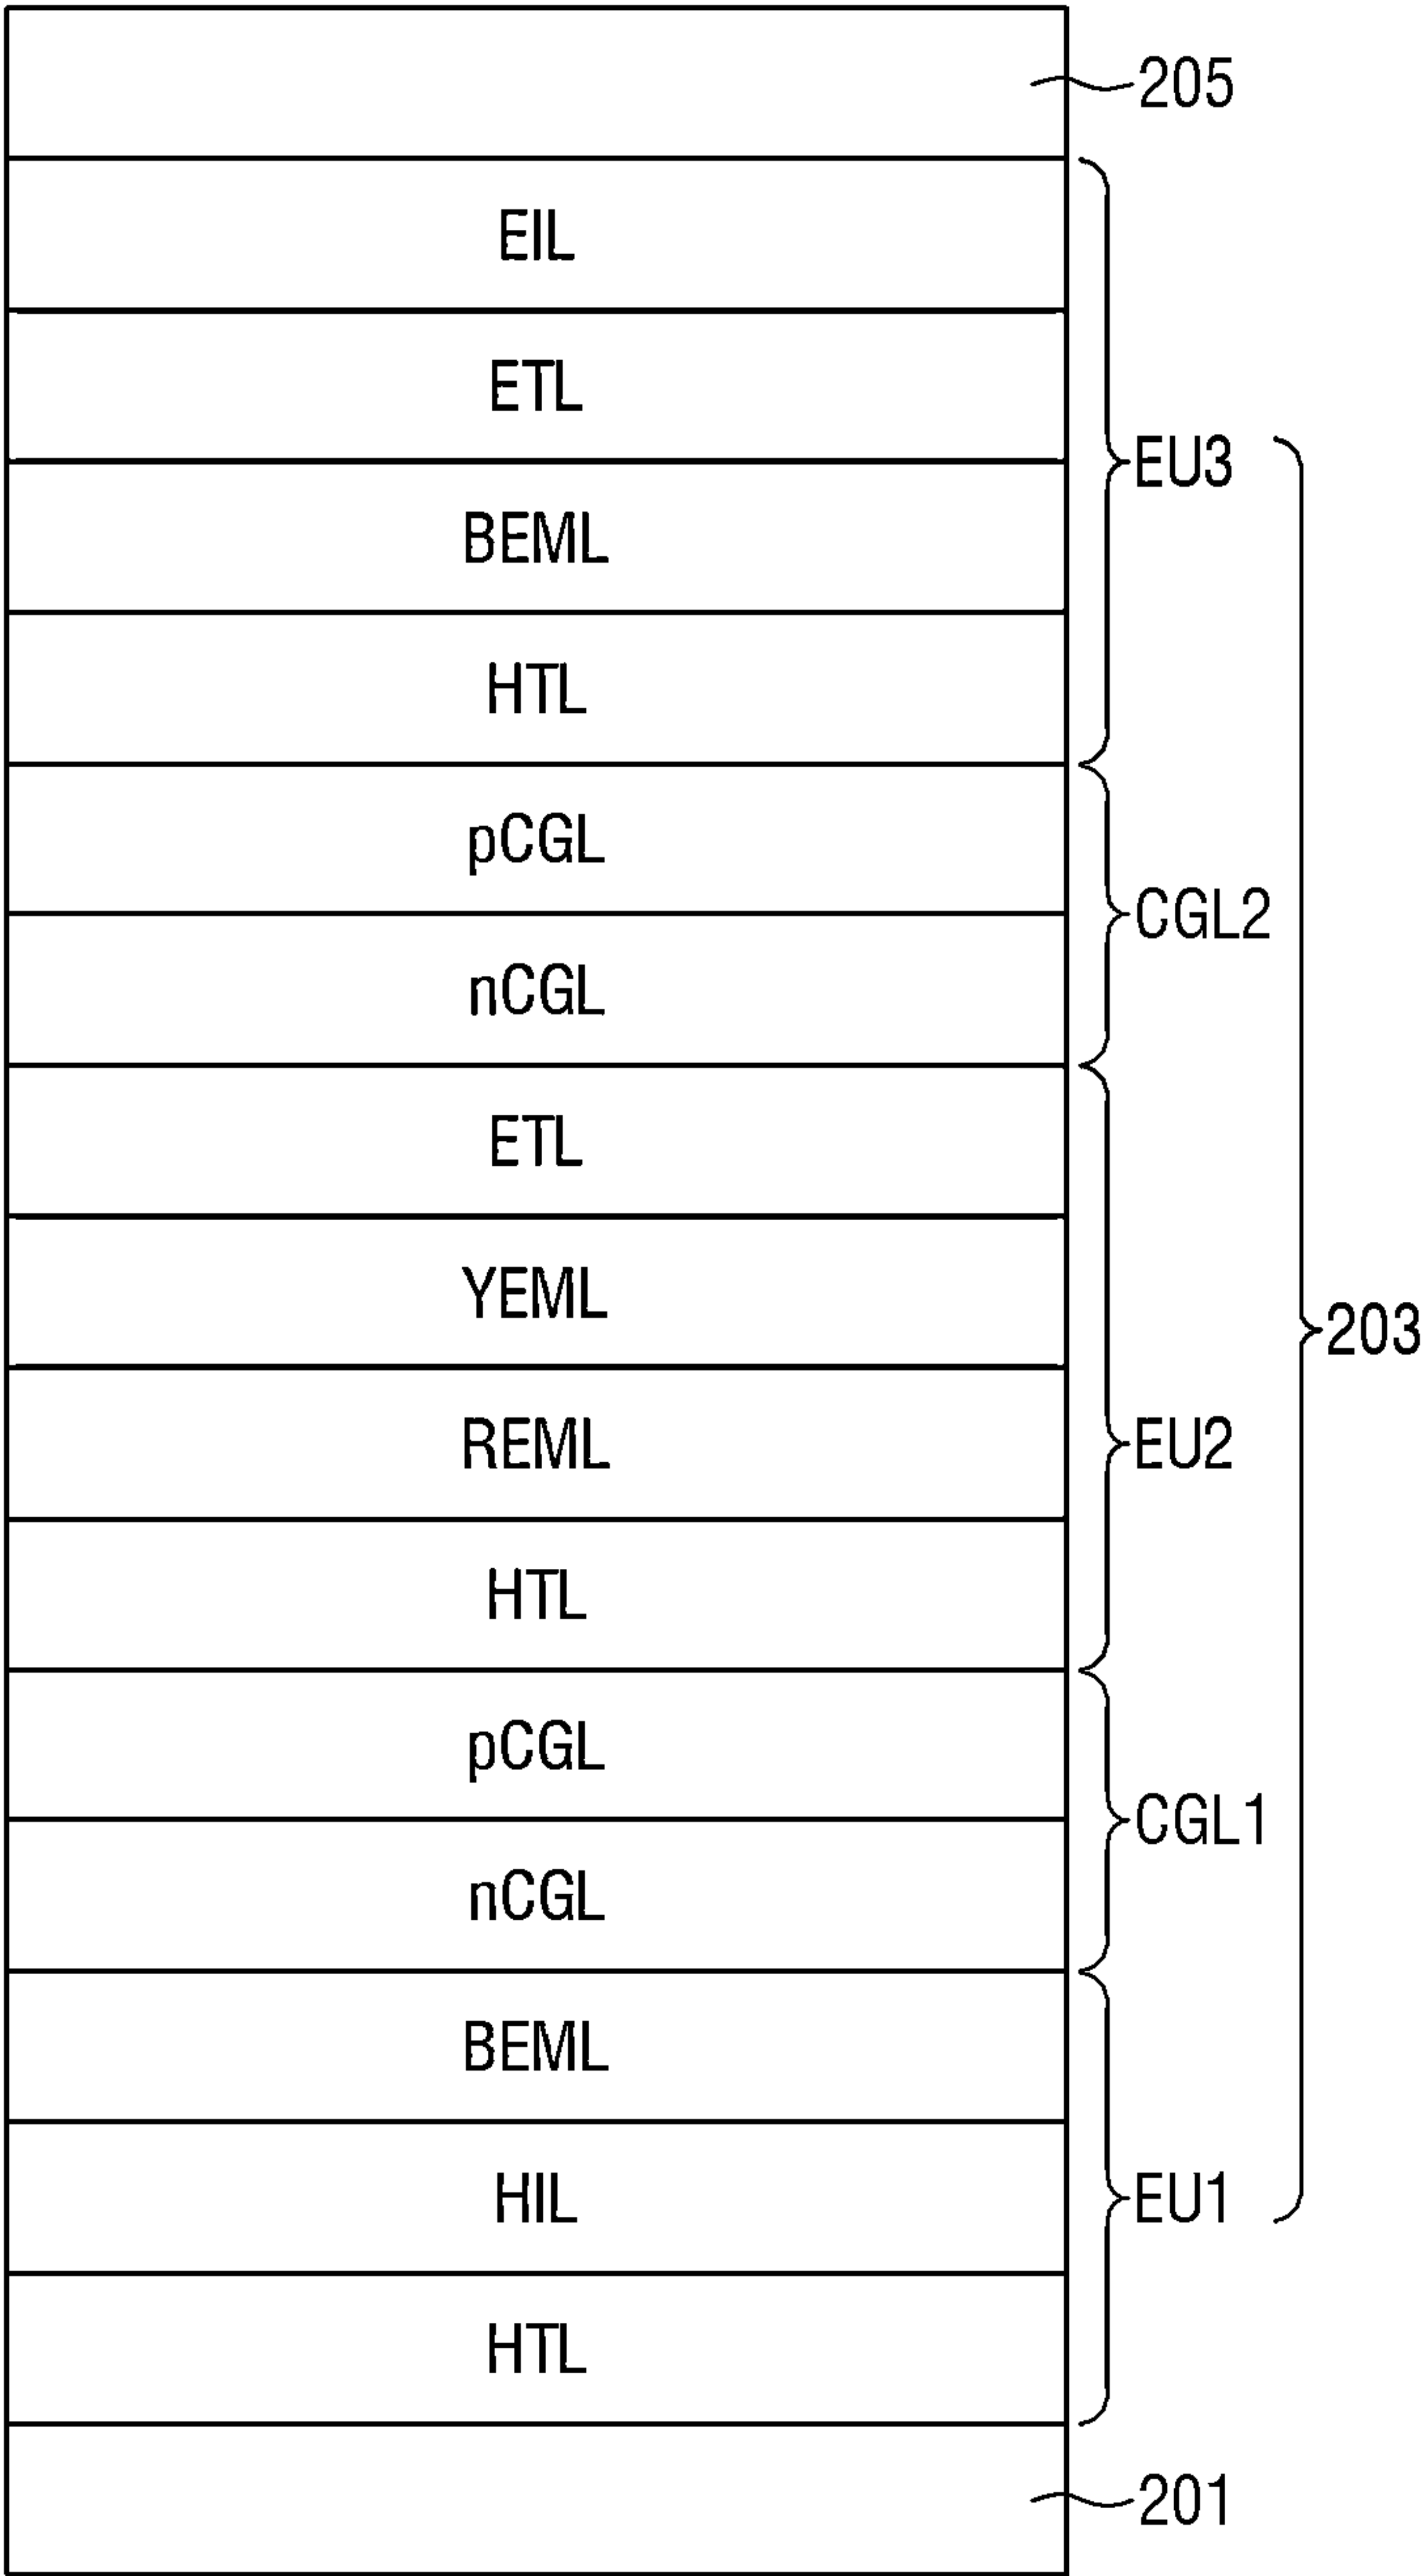 205
EIL
ETL
EU3
BEML
HTL
pCGL
CGL2
nCGL
ETL
YEML
203
REML
EU2
HTL
pCGL
CGL1
nCGL
BEML
HIL
EU1
HTL
201